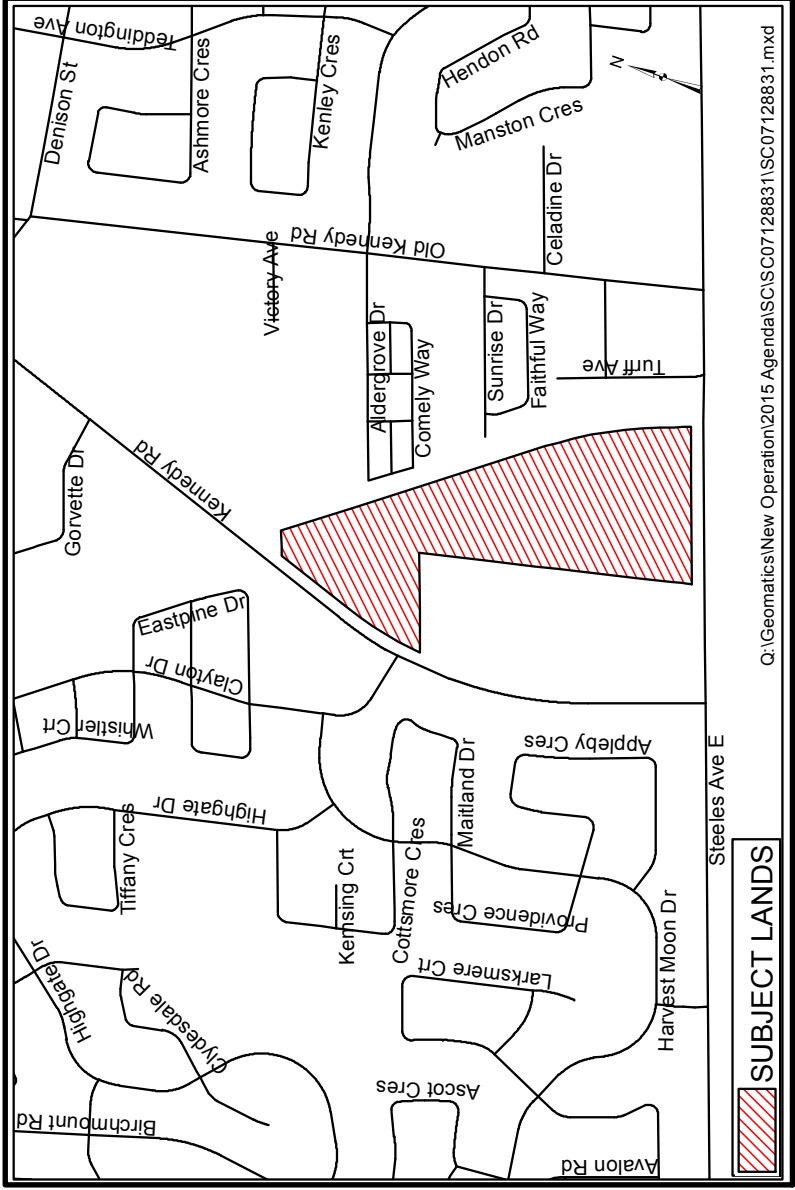 Teddington Ave
Denison St
Ashmore Cres
Kenley Cres
Hendon Rd
Manston Cres
N
Celadine Dr
Old Kennedy Rd
Victory Ave
Aldergrove Dr
Comely Way
Sunrise Dr
Faithful Way
Turff Ave
Kennedy Rd
Gorvette Dr
Eastpine Dr
Clayton Dr
Whistler Crt
Highgate Dr
Tiffany Cres
Kemsing Crt
Cottsmore Cres
Maitland Dr
Appleby Cres
Providence Cres
Larksmere Crt
Harvest Moon Dr
Steeles Ave E
Highgate Dr
Clydesdale Rd
Birchmount Rd
Ascot Cres
Avalon Rd
SUBJECT LANDS
Q:\Geomatics\New Operation\2015 Agenda\SC\SC07128831\SC07128831.mxd